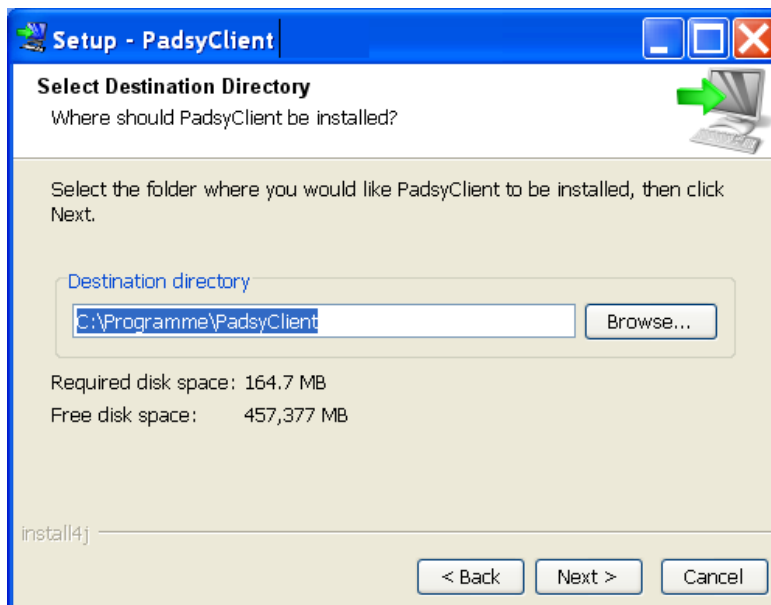 Setup - PadsyClient
Select Destination Directory
Where should PadsyClient be installed?
Select the folder where you would like PadsyClient to be installed, then click
Next.
Destination directory
C:\Programme\PadsyClient
Browse...
Required disk space: 164.7 MB
Free disk space: 457,377 MB
install4j
< Back
Next >
Cancel